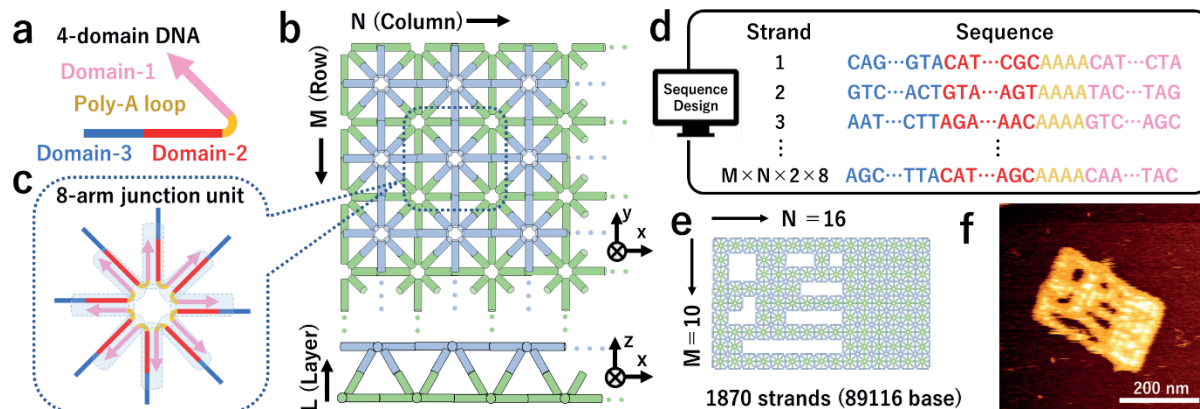 a
4-domain DNA
Domain-1
Poly-A loop
Domain-3 Domain-2
b
N (Column)
M (Row)
y
x
L (Layer)
z
x
c
8-arm junction unit
d
Strand Sequence
Sequence
Design
1 CAG⋯GTACAT⋯CGCAAAACAT⋯CTA
2 GTC⋯ACTGTA⋯AGTAAAATAC⋯TAG
3 AAT⋯CTTAGA⋯AACAAAAGTC⋯AGC
⋮ ⋮
M×N×2×8 AGC⋯TTACAT⋯AGCAAAACAA⋯TAC
e
N =16
M=10
1870 strands (89116 base)
f
200 nm